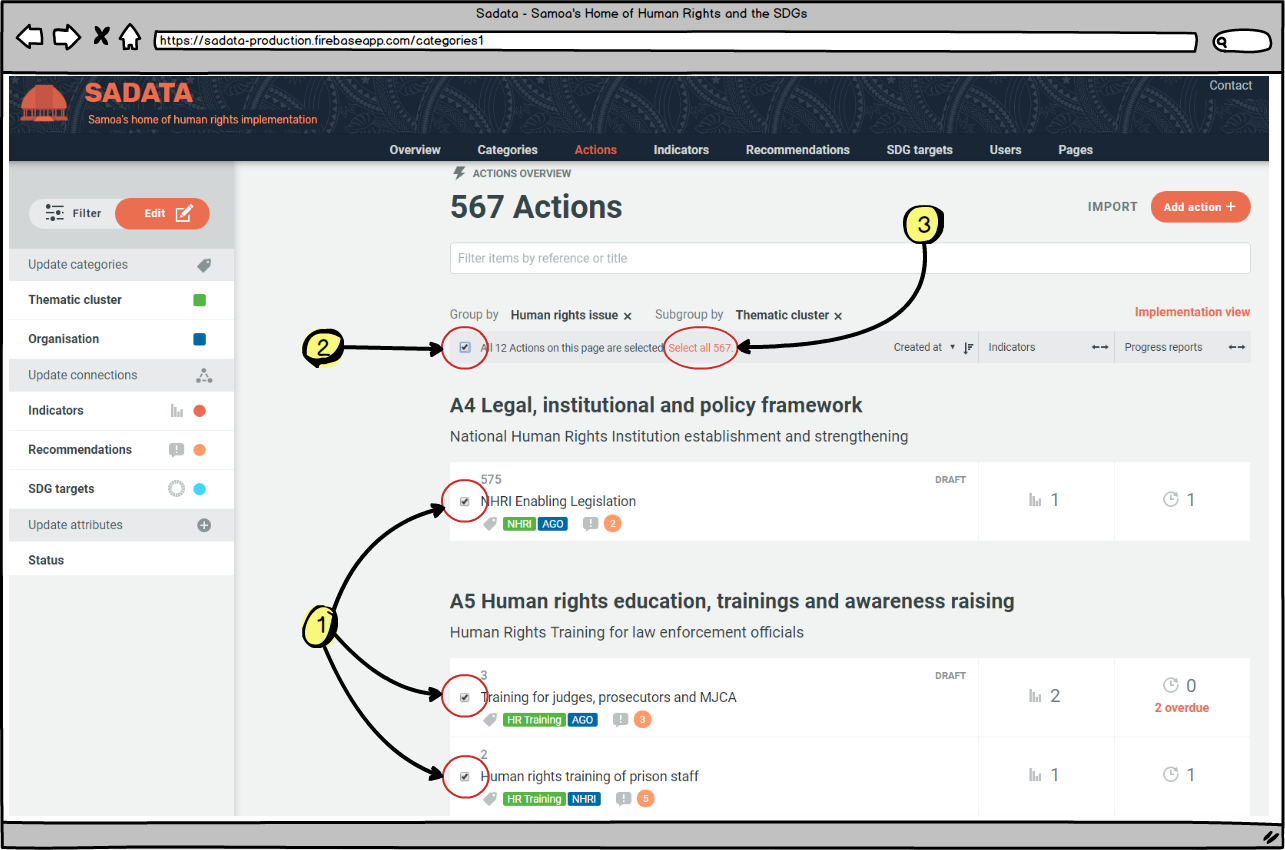 Sadata - Samoa's Home of Human Rights and the SDGs
https://sadata-production.firebaseapp.com/categories1
SADATA
Samoa's home of human rights implementation
Contact
Overview Categories Actions Indicators Recommendations SDG targets Users Pages
ACTIONS OVERVIEW
567 Actions
IMPORT
Add action +
Filter
Edit
Filter items by reference or title
3
Update categories
Thematic cluster
Organisation
Update connections
Indicators
Recommendations
SDG targets
Update attributes
Status
Group by Human rights issue × Subgroup by Thematic cluster ×
Implementation view
2
All 12 Actions on this page are selected. Select all 567.
Created at Indicators Progress reports
A4 Legal, institutional and policy framework
National Human Rights Institution establishment and strengthening
575
DRAFT
NHRI Enabling Legislation
1
1
NHRI AGO 2
1
A5 Human rights education, trainings and awareness raising
Human Rights Training for law enforcement officials
3
DRAFT
Training for judges, prosecutors and MJCA
2
0
2 overdue
HR Training AGO 3
2
Human rights training of prison staff
1
1
HR Training NHRI 5